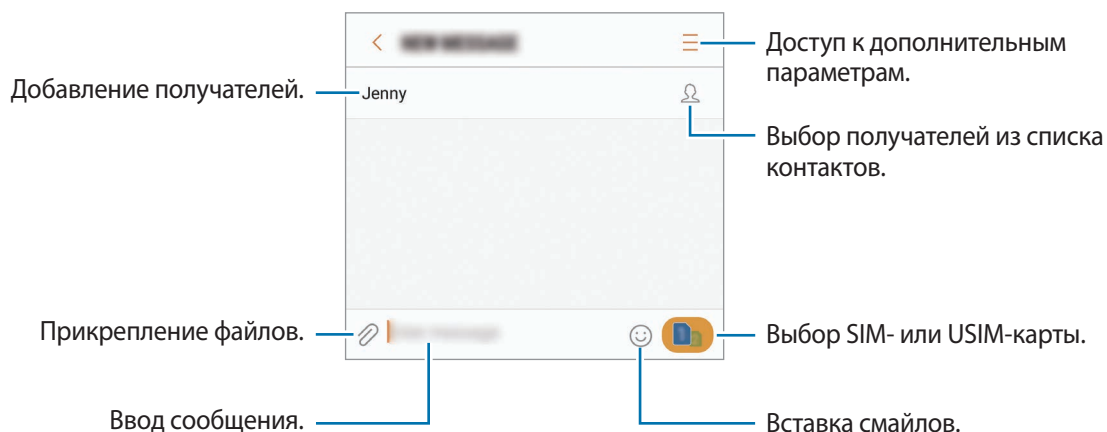 Доступ к дополнительным
параметрам.
Добавление получателей.
Jenny
Выбор получателей из списка
контактов.
Прикрепление файлов.
Выбор SIM- или USIM-карты.
Ввод сообщения.
Вставка смайлов.